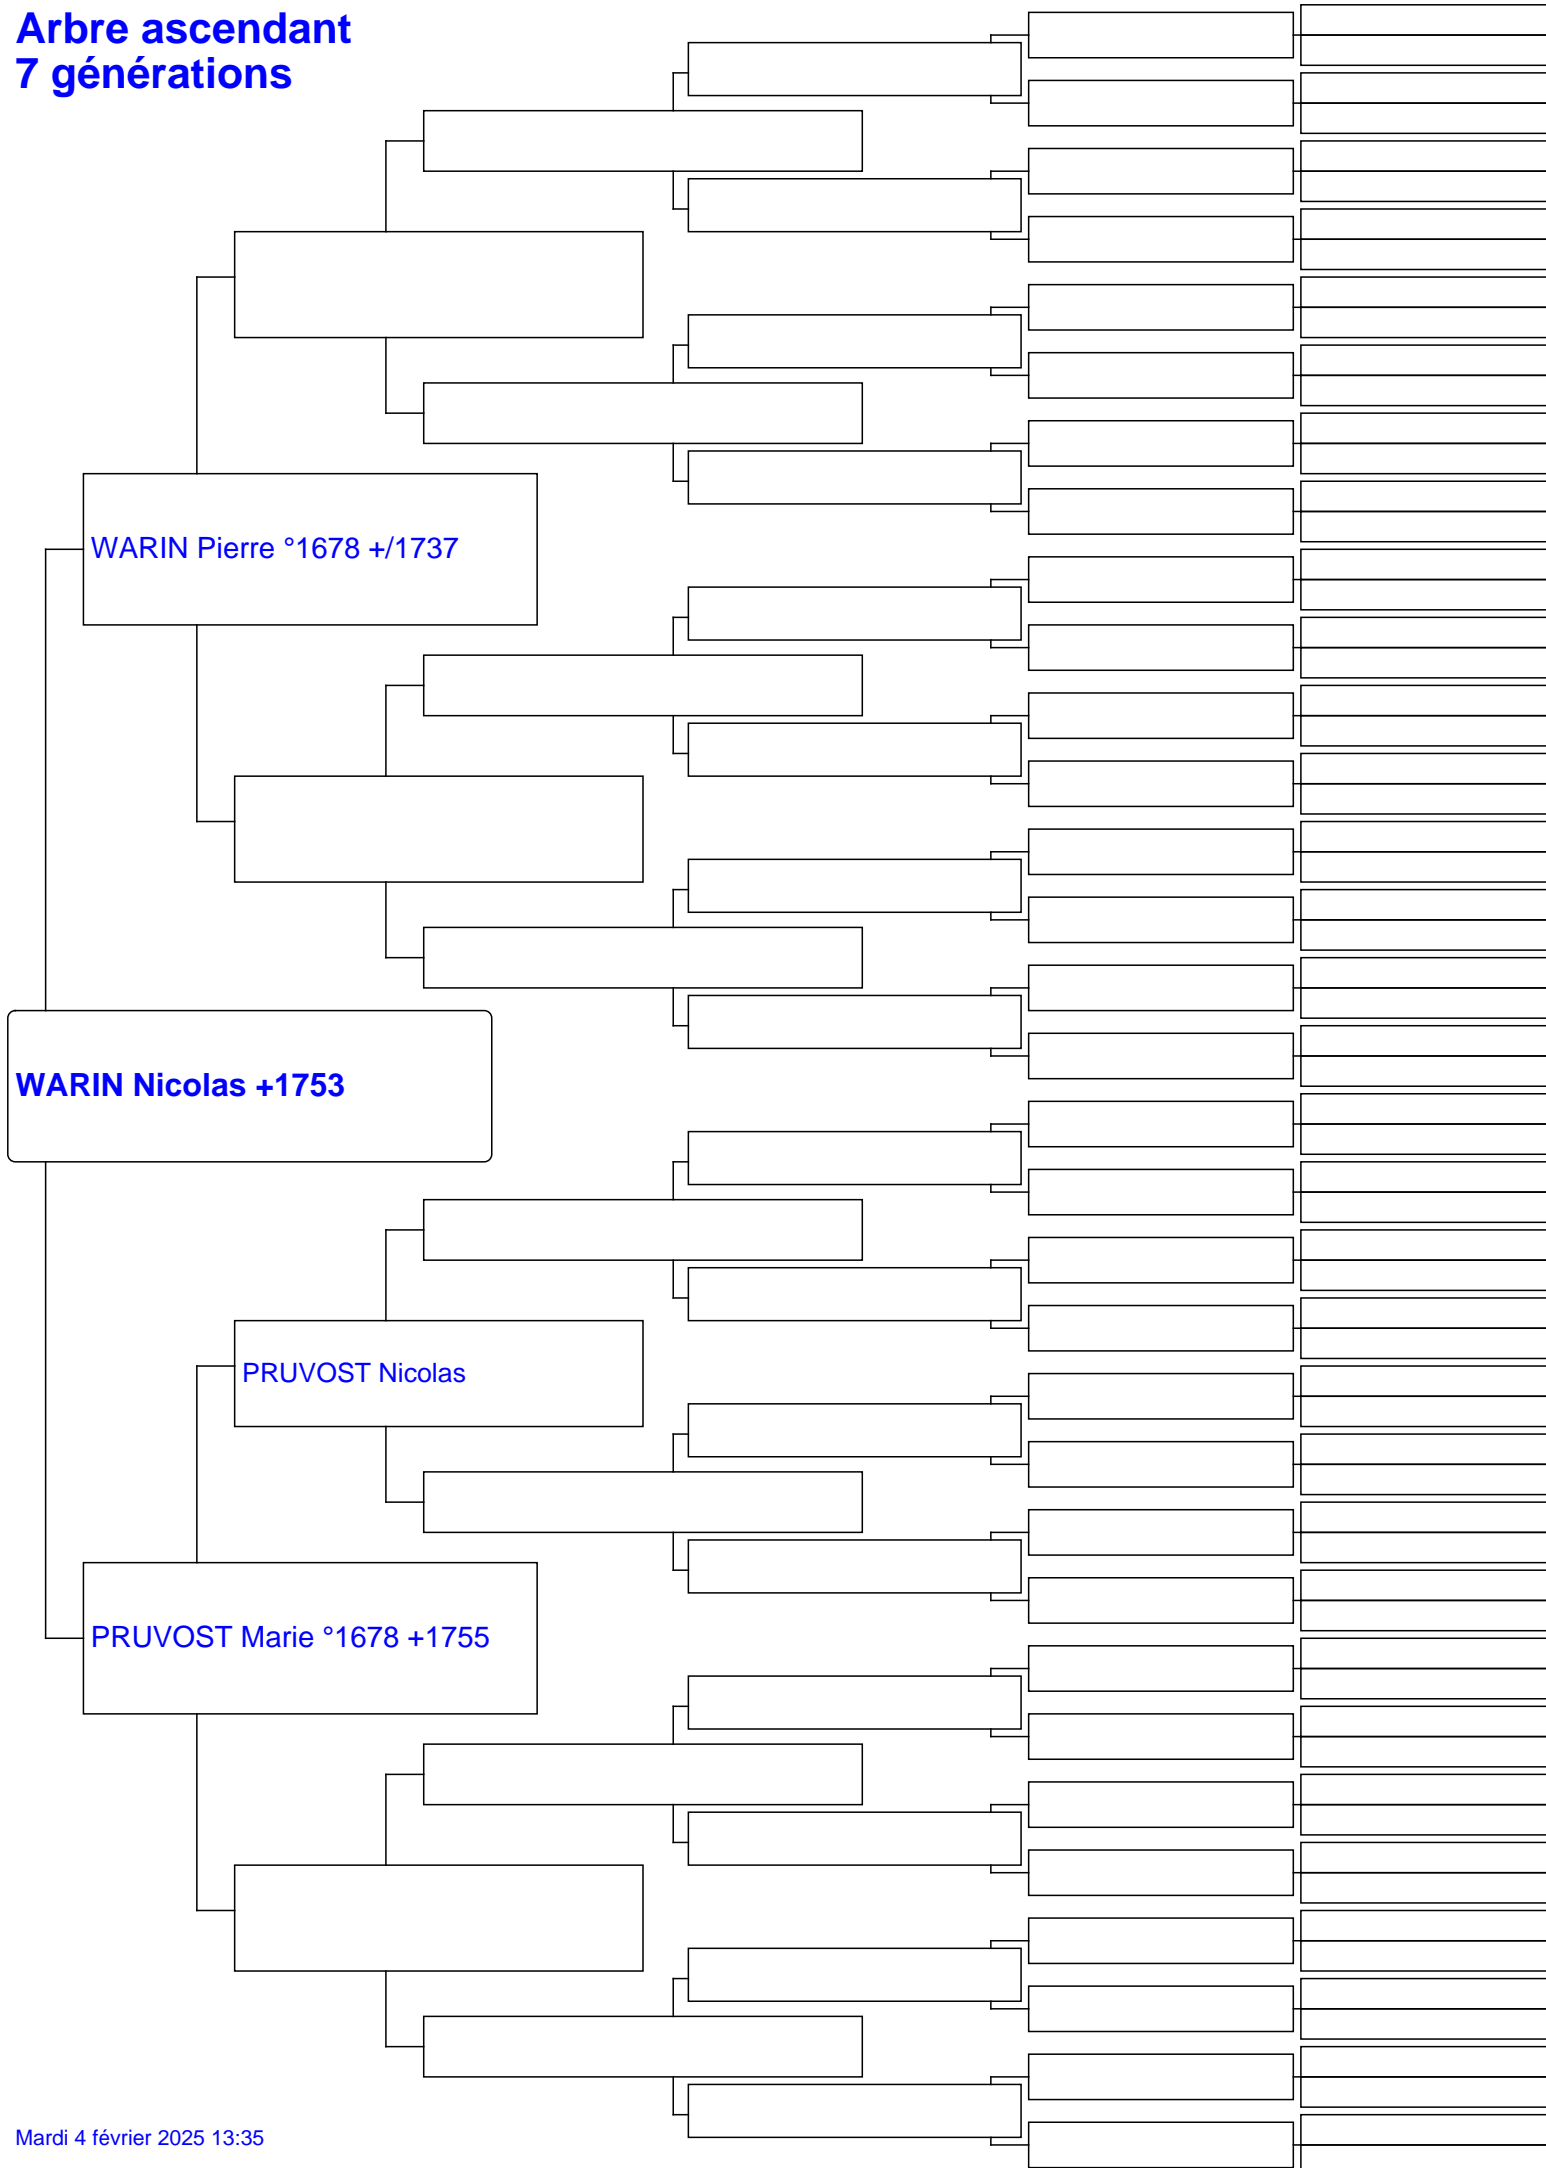 Arbre ascendant
7 générations
WARIN Pierre °1678 +/1737
WARIN Nicolas +1753
PRUVOST Nicolas
PRUVOST Marie °1678 +1755
Mardi 4 février 2025 13:35